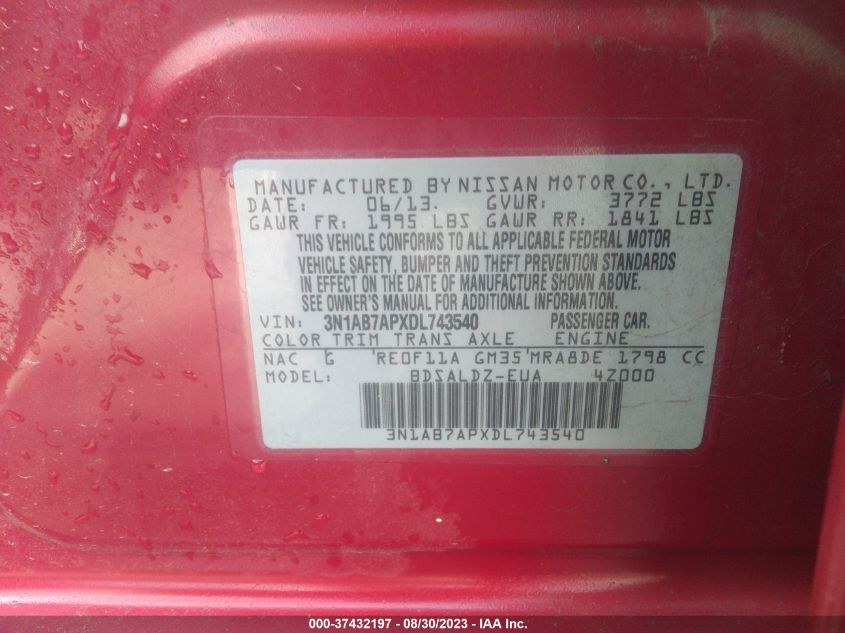 MANUFACTURED BY NISSAN MOTOR CO., LTD.
DATE: 06/13. GVWR: 3772 LBS
GAWR FR: 1995 LBS GAWR RR: 1841 LBS
THIS VEHICLE CONFORMS TO ALL APPLICABLE FEDERAL MOTOR
VEHICLE SAFETY, BUMPER AND THEFT PREVENTION STANDARDS
IN EFFECT ON THE DATE OF MANUFACTURE SHOWN ABOVE.
SEE OWNER'S MANUAL FOR ADDITIONAL INFORMATION.
VIN: 3N1AB7APXDL743540 PASSENGER CAR.
COLOR TRIM TRANS AXLE ENGINE
NAC G RE0F11A GM35 MRA8DE 1798 CC
MODEL: BDSALDZ-EUA 4Z000
3N1AB7APXDL743540
000-37432197 - 08/30/2023 - IAA Inc.